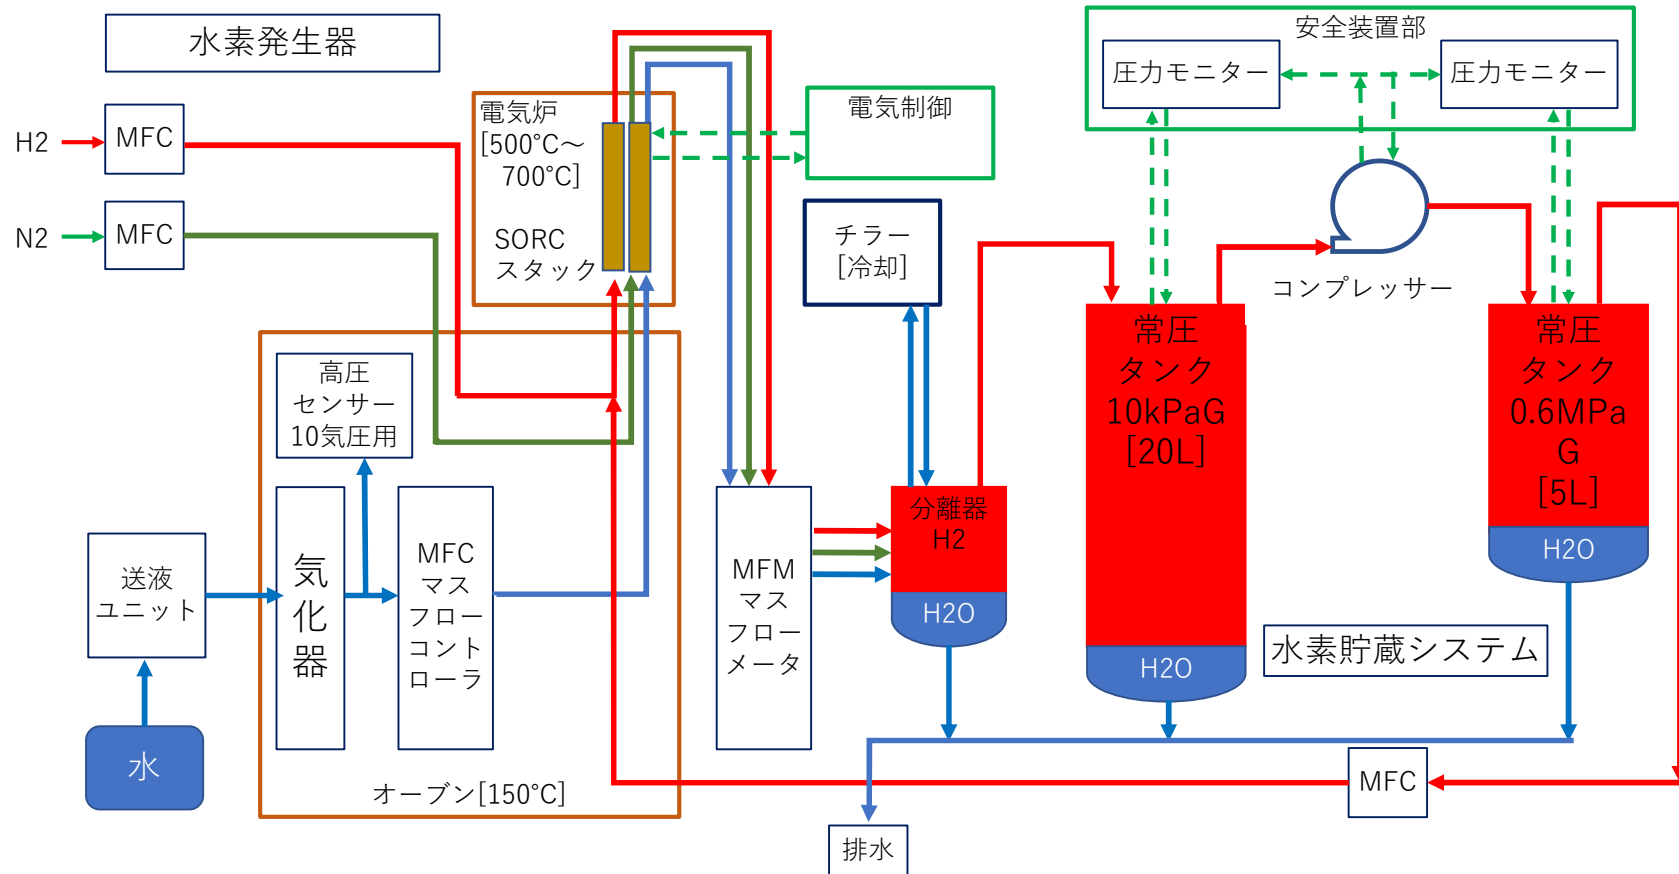 水素発生器
H2
MFC
N2
MFC
電気炉
[500°C～
700°C]
SORC
スタック
電気制御
チラー
[冷却]
安全装置部
圧力モニター
圧力モニター
コンプレッサー
高圧
センサー
10気圧用
送液
ユニット
水
気
化
器
MFC
マス
フロー
コント
ローラ
オーブン[150°C]
MFM
マス
フロー
メータ
分離器
H2
H2O
常圧
タンク
10kPaG
[20L]
H2O
常圧
タンク
0.6MPa
G
[5L]
H2O
水素貯蔵システム
MFC
排水